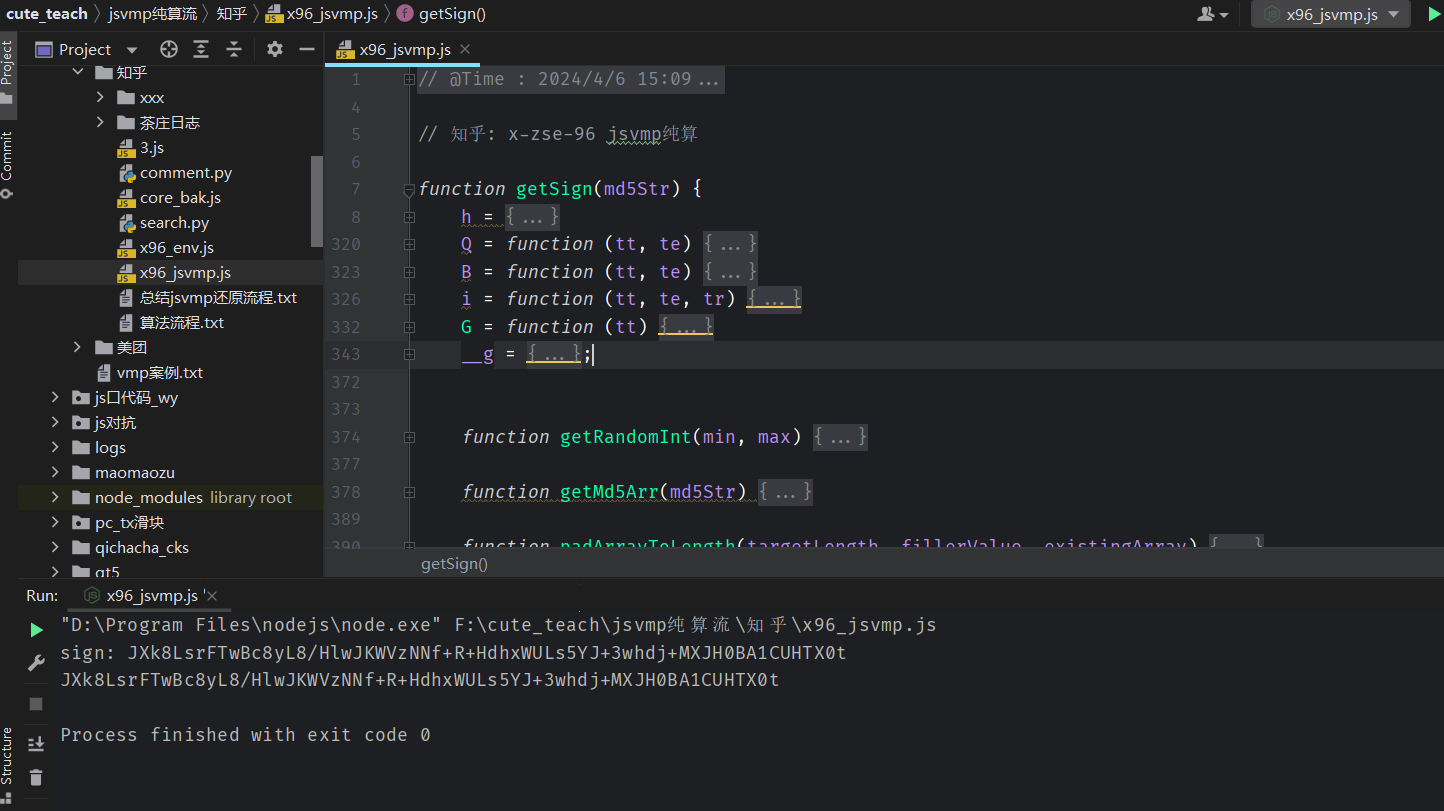 cute_teach 〉 jsvmp纯算流 〉 知乎 〉 x96_jsvmp.js 〉 f getSign() x96_jsvmp.js
Project
Commit
Structure
Project
知乎
xxx
茶庄日志
3.js
comment.py
core_bak.js
search.py
x96_env.js
x96_jsvmp.js
总结jsvmp还原流程.txt
算法流程.txt
美团
vmp案例.txt
js口代码_wy
js对抗
logs
maomaozu
node_modules library root
pc_tx滑块
qichacha_cks
qt5
x96_jsvmp.js ×
1 // @Time : 2024/4/6 15:09...
4
5 // 知乎: x-zse-96 jsvmp纯算
6
7 function getSign(md5Str) {
8 h = {...}
320 Q = function (tt, te) {...}
323 B = function (tt, te) {...}
326 i = function (tt, te, tr) {...}
332 G = function (tt) {...}
343 __g = {...};
372
373
374 function getRandomInt(min, max) {...}
377
378 function getMd5Arr(md5Str) {...}
389
390 function padArrayToLength(targetLength, fillerValue, existingArray) {...}
getSign()
Run: x96_jsvmp.js ×
"D:\Program Files\nodejs\node.exe" F:\cute_teach\jsvmp纯算流\知乎\x96_jsvmp.js
sign: JXk8LsrFTwBc8yL8/HlwJKWVzNNf+R+HdhxWULs5YJ+3whdj+MXJH0BA1CUHTX0t
JXk8LsrFTwBc8yL8/HlwJKWVzNNf+R+HdhxWULs5YJ+3whdj+MXJH0BA1CUHTX0t
Process finished with exit code 0